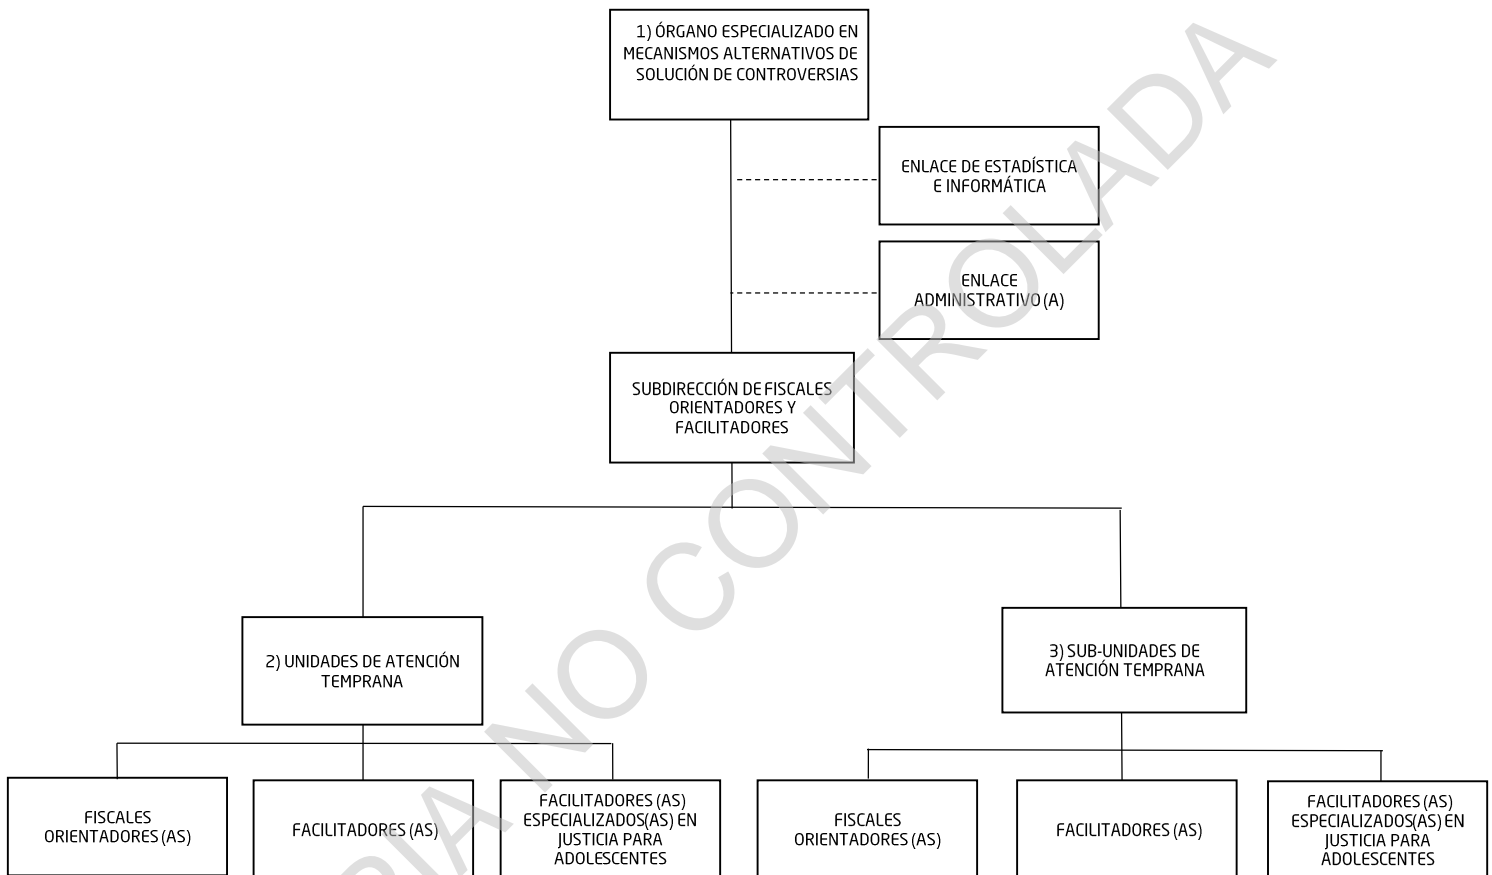 1) ÓRGANO ESPECIALIZADO EN
MECANISMOS ALTERNATIVOS DE
SOLUCIÓN DE CONTROVERSIAS
ENLACE DE ESTADÍSTICA
E INFORMÁTICA
ENLACE
ADMINISTRATIVO (A)
SUBDIRECCIÓN DE FISCALES
ORIENTADORES Y
FACILITADORES
2) UNIDADES DE ATENCIÓN
TEMPRANA
3) SUB-UNIDADES DE
ATENCIÓN TEMPRANA
FISCALES
ORIENTADORES (AS)
FACILITADORES (AS)
FACILITADORES (AS)
ESPECIALIZADOS(AS) EN
JUSTICIA PARA
ADOLESCENTES
FISCALES
ORIENTADORES (AS)
FACILITADORES (AS)
FACILITADORES (AS)
ESPECIALIZADOS(AS) EN
JUSTICIA PARA
ADOLESCENTES
NO CONTROLADA